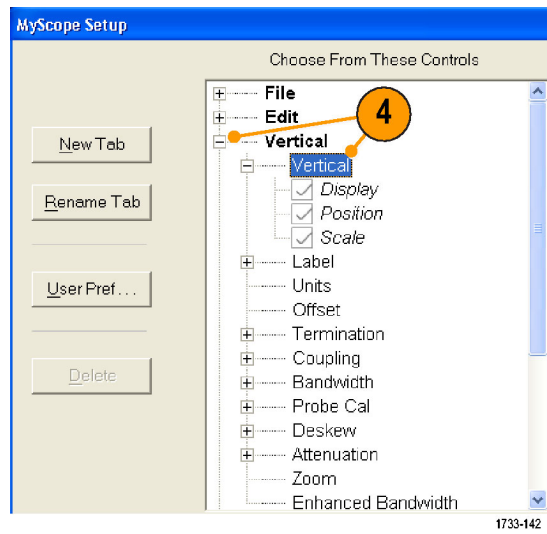 MyScope Setup
Choose From These Controls
File
Edit
4
Vertical
New Tab
Vertical
Display
Rename Tab
Position
Scale
Label
User Pref...
Units
Offset
Termination
Coupling
Delete
Bandwidth
Probe Cal
Deskew
Attenuation
Zoom
Enhanced Bandwidth
1733-142